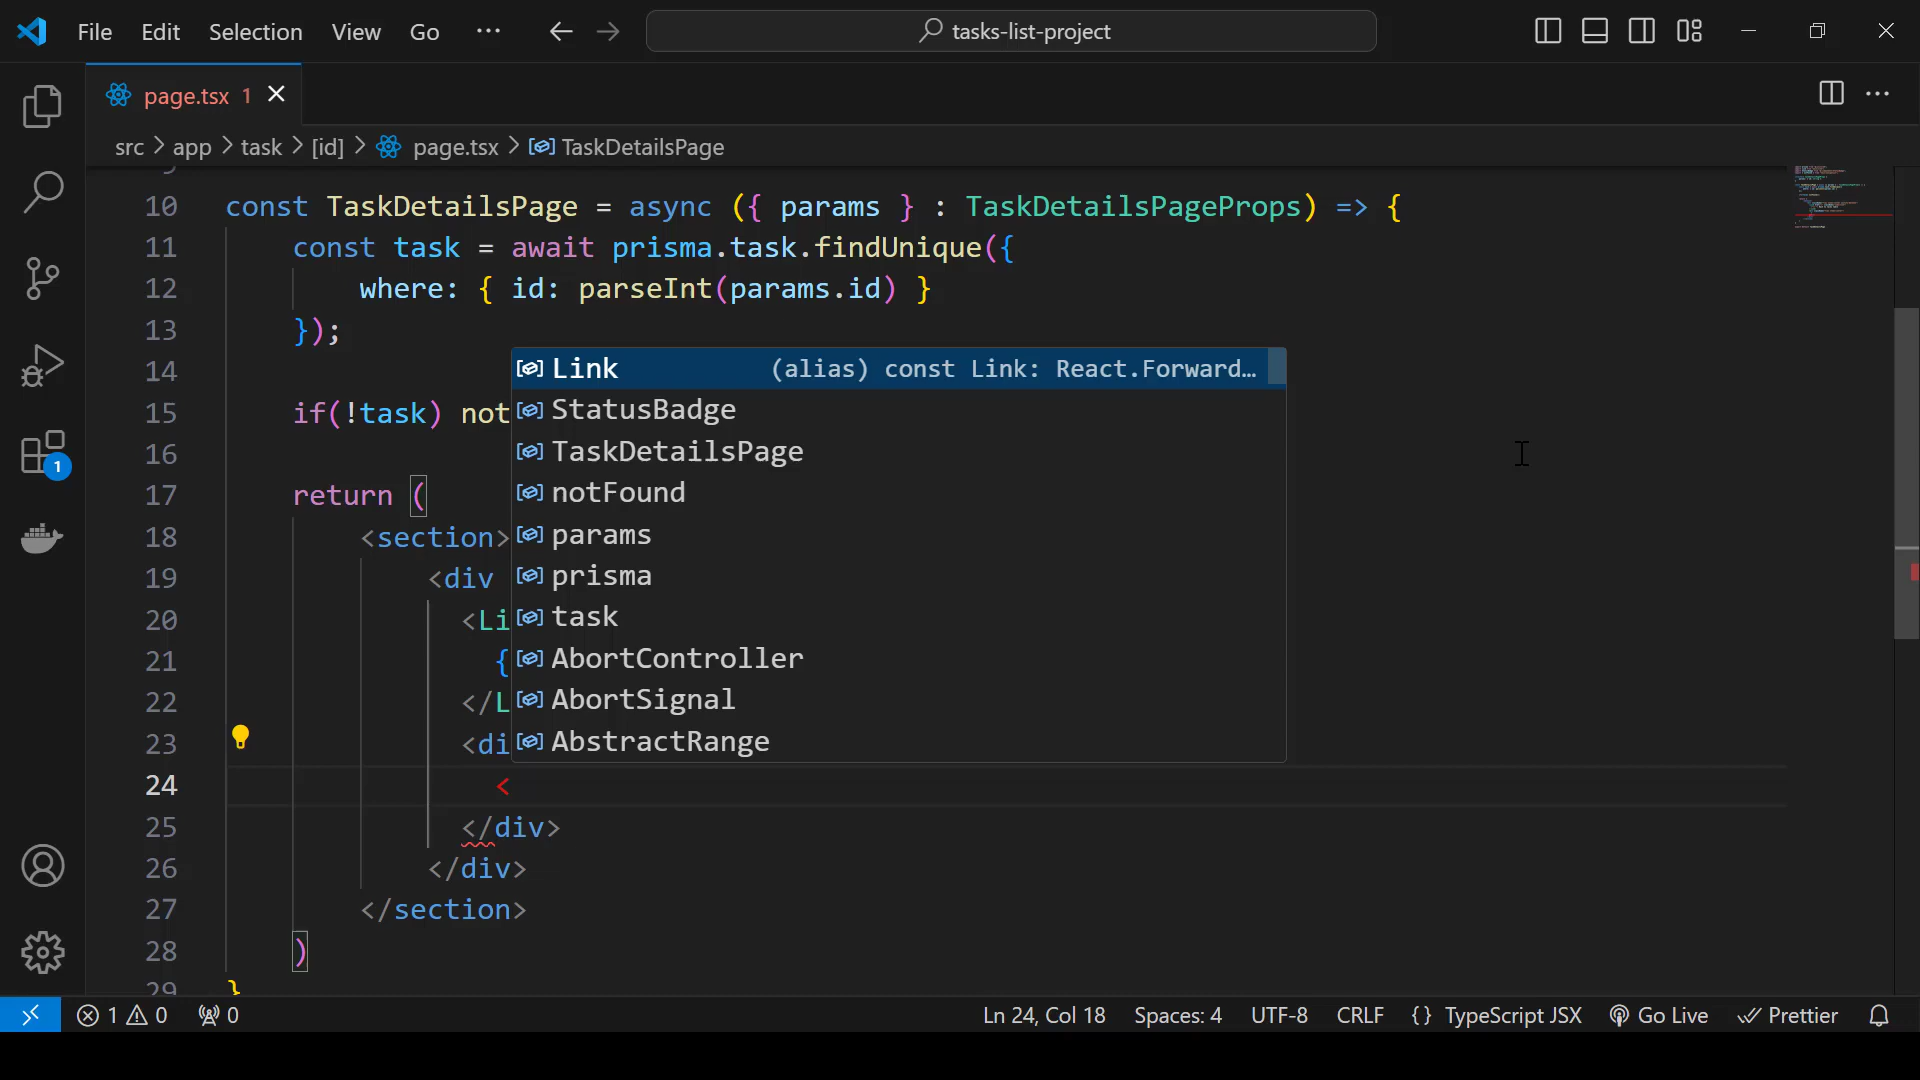 File Edit Selection View Go ··· tasks-list-project
page.tsx 1
src > app > task > [id] > page.tsx > TaskDetailsPage
10 const TaskDetailsPage = async ({ params } : TaskDetailsPageProps) => {
11 const task = await prisma.task.findUnique({
12 where: { id: parseInt(params.id) }
13 });
14
15 if(!task) not
16
17 return (
18 <section>
19 <div
20 <Li
21 {
22 </L
23 <di
24 <
25 </div>
26 </div>
27 </section>
28 )
29 }
Link (alias) const Link: React.Forward…
StatusBadge
TaskDetailsPage
notFound
params
prisma
task
AbortController
AbortSignal
AbstractRange
1
1 0 0 Ln 24, Col 18 Spaces: 4 UTF-8 CRLF {} TypeScript JSX Go Live Prettier